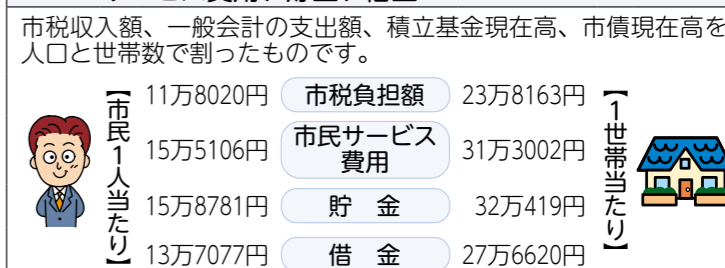 市税収入額、一般会計の支出額、積立基金現在高、市債現在高を
人口と世帯数で割ったものです。
【市民1人当たり】
11万8020円 市税負担額 23万8163円
15万5106円 市民サービス費用 31万3002円
15万8781円 貯 金 32万419円
13万7077円 借 金 27万6620円
【1世帯当たり】